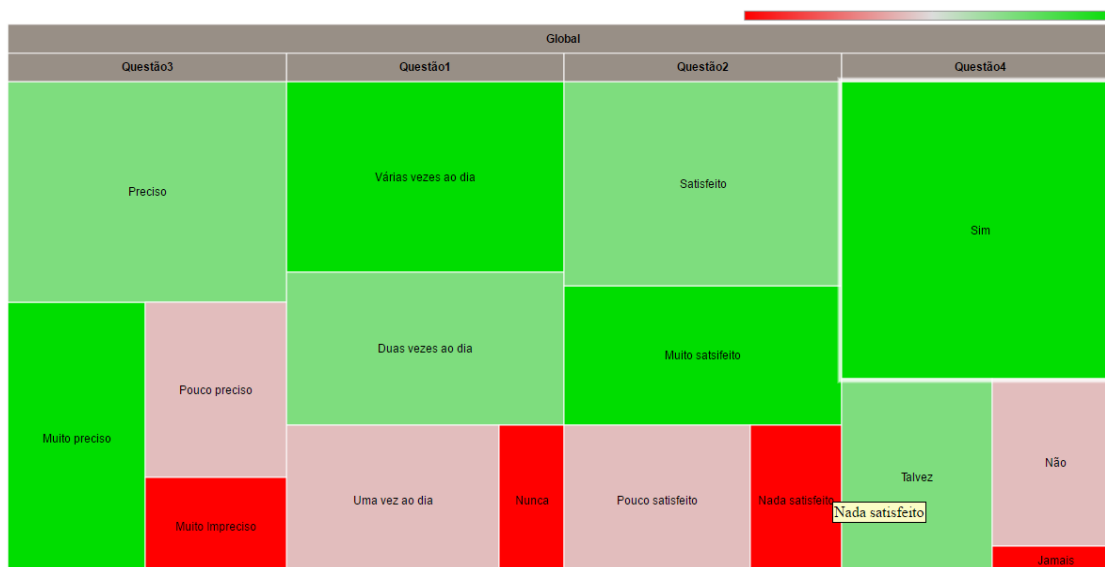 Global
Questão3
Questão1
Questão2
Questão4
Preciso
Várias vezes ao dia
Satisfeito
Sim
Duas vezes ao dia
Muito satsifeito
Muito preciso
Pouco preciso
Muito Impreciso
Uma vez ao dia
Nunca
Pouco satisfeito
Nada satisfeito
Talvez
Não
Nada satisfeito
Jamais